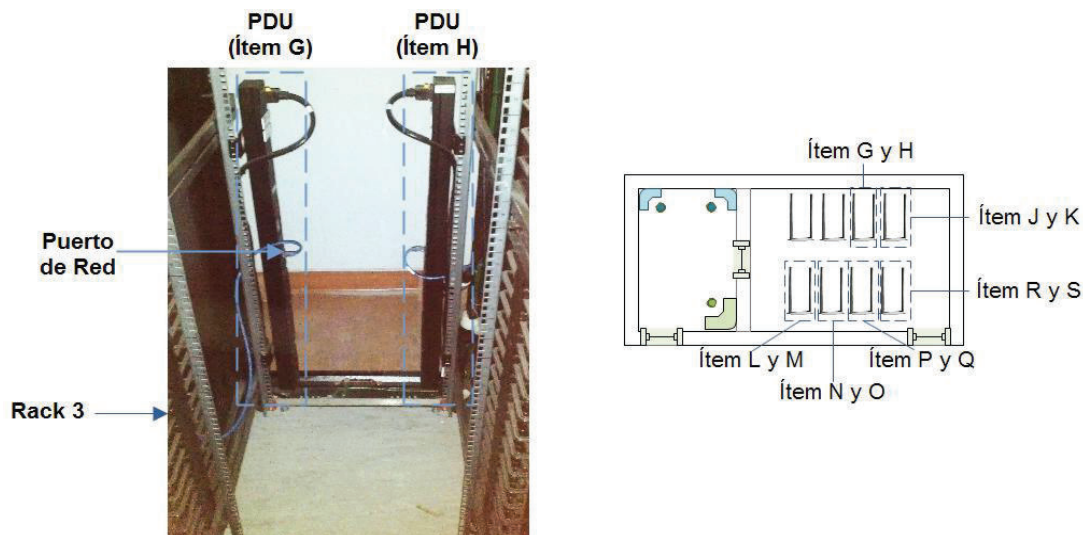 PDU
(Ítem G)
PDU
(Ítem H)
Puerto
de Red
Rack 3
Ítem G y H
Ítem J y K
Ítem R y S
Ítem L y M
Ítem P y Q
Ítem N y O